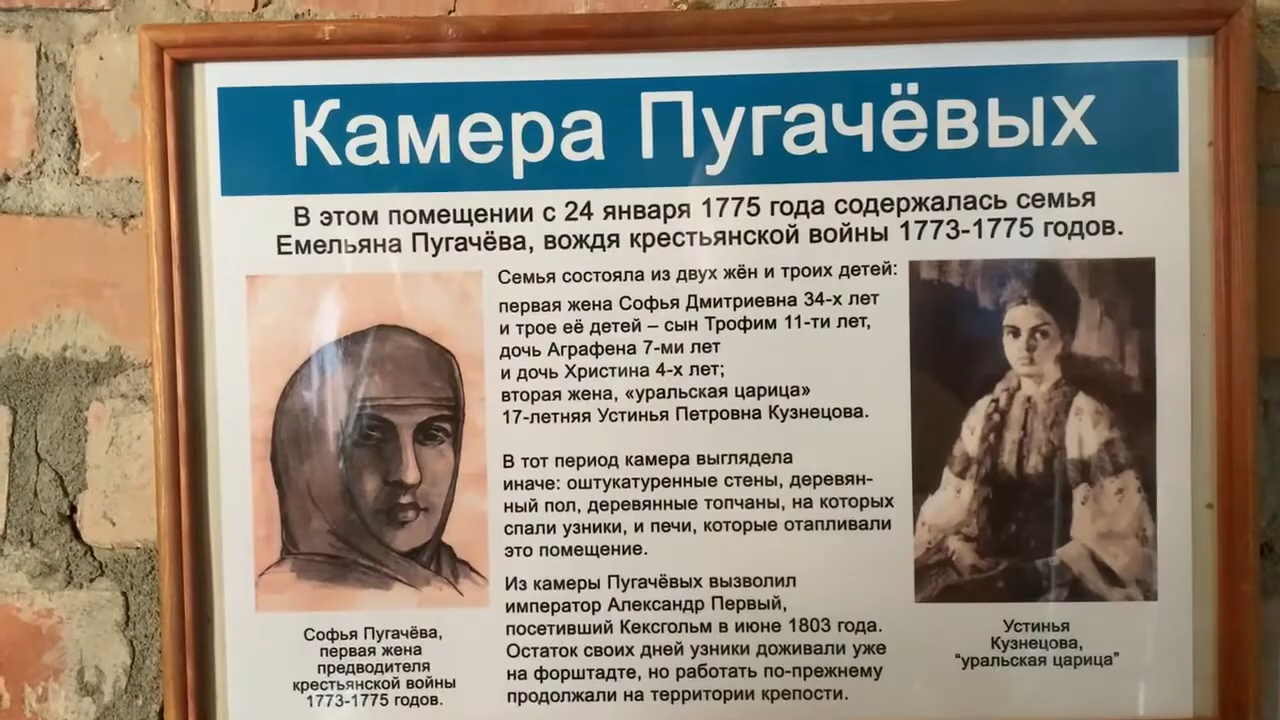 Камера Пугачёвых
В этом помещении с 24 января 1775 года содержалась семья
Емельяна Пугачёва, вождя крестьянской войны 1773-1775 годов.
Семья состояла из двух жён и троих детей:
первая жена Софья Дмитриевна 34-х лет
и трое её детей – сын Трофим 11-ти лет,
дочь Аграфена 7-ми лет
и дочь Христина 4-х лет;
вторая жена, «уральская царица»
17-летняя Устинья Петровна Кузнецова.
В тот период камера выглядела
иначе: оштукатуренные стены, деревян-
ный пол, деревянные топчаны, на которых
спали узники, и печи, которые отапливали
это помещение.
Из камеры Пугачёвых вызволил
император Александр Первый,
посетивший Кексгольм в июне 1803 года.
Остаток своих дней узники доживали уже
на форштадте, но работать по-прежнему
продолжали на территории крепости.
Софья Пугачёва,
первая жена
предводителя
крестьянской войны
1773-1775 годов.
Устинья
Кузнецова,
“уральская царица”